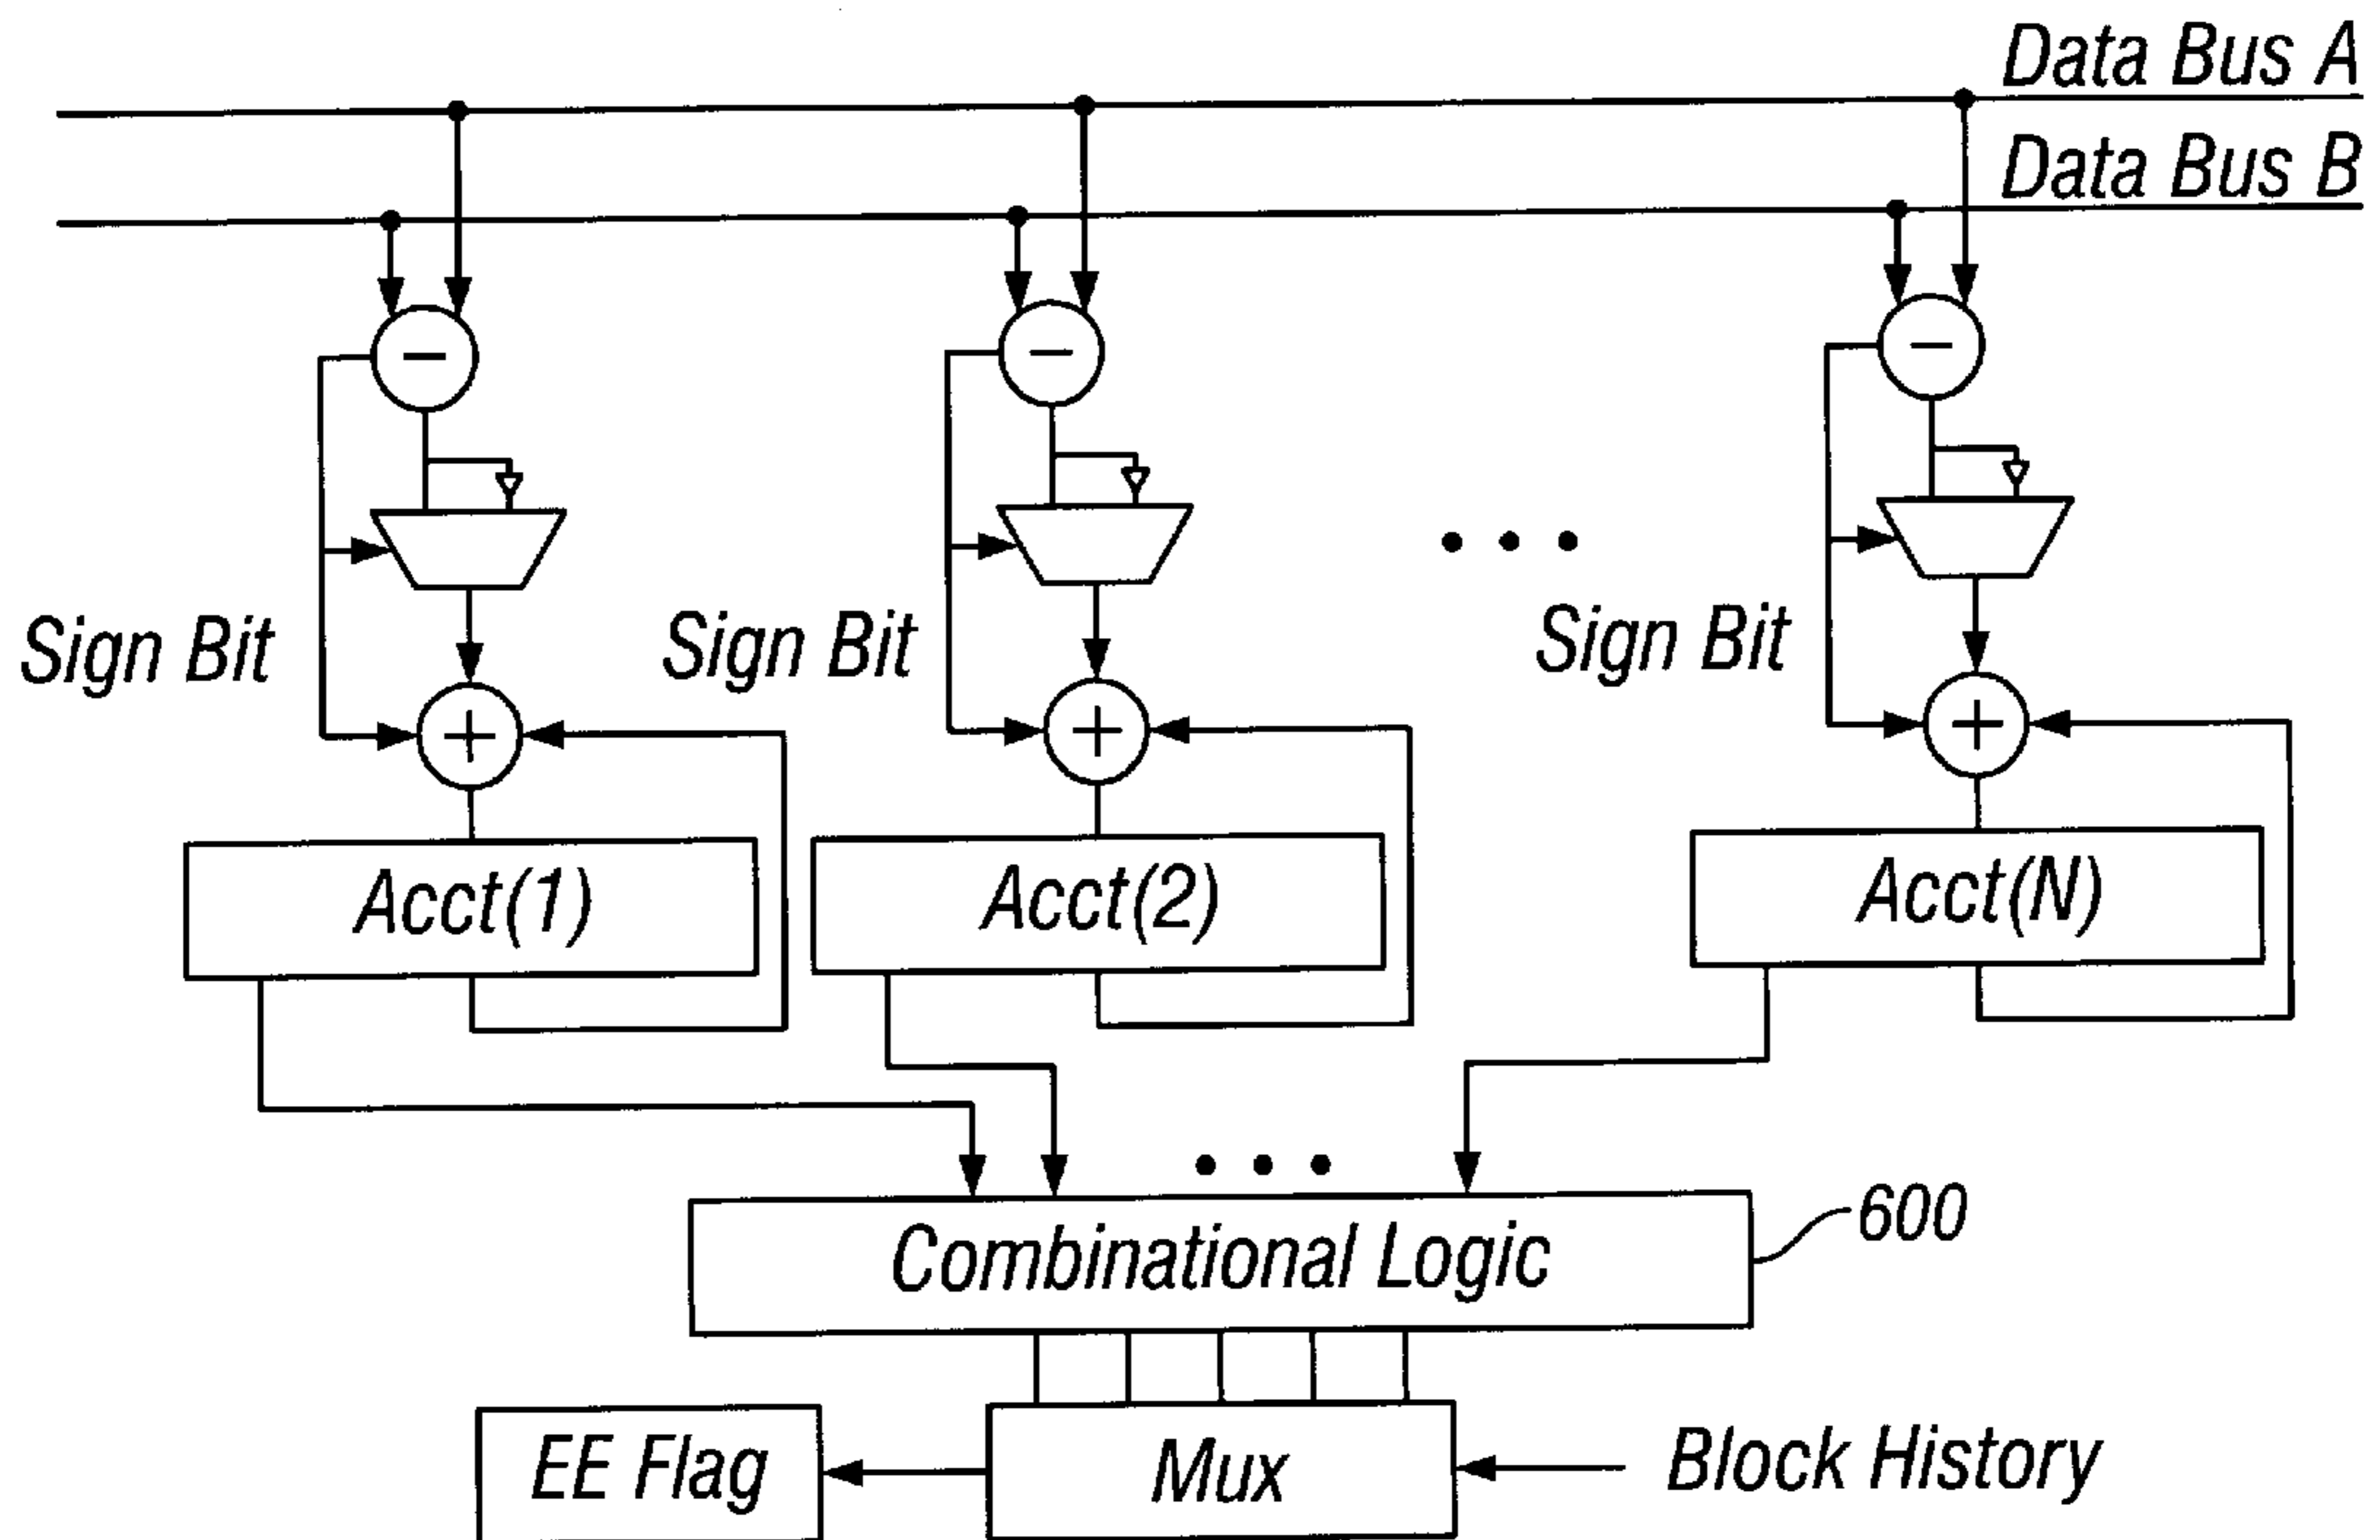 Data Bus A
Data Bus B
Sign Bit
Sign Bit
Sign Bit
Acct(1)
Acct(2)
Acct(N)
Combinational Logic
600
EE Flag
Mux
Block History